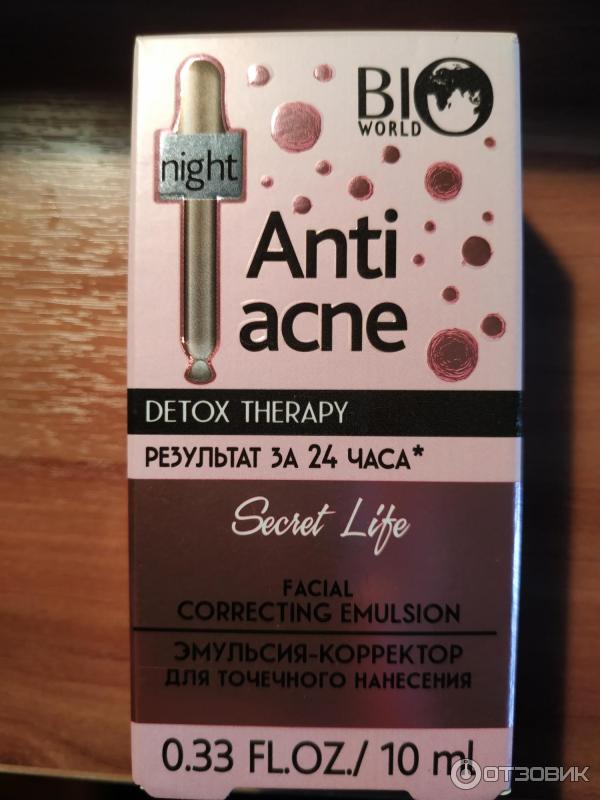 BIO
WORLD
night
Anti
acne
DETOX THERAPY
РЕЗУЛЬТАТ ЗА 24 ЧАСА*
Secret Life
FACIAL
CORRECTING EMULSION
ЭМУЛЬСИЯ-КОРРЕКТОР
ДЛЯ ТОЧЕЧНОГО НАНЕСЕНИЯ
0.33 FL.OZ./ 10 ml
ОТЗОВИК